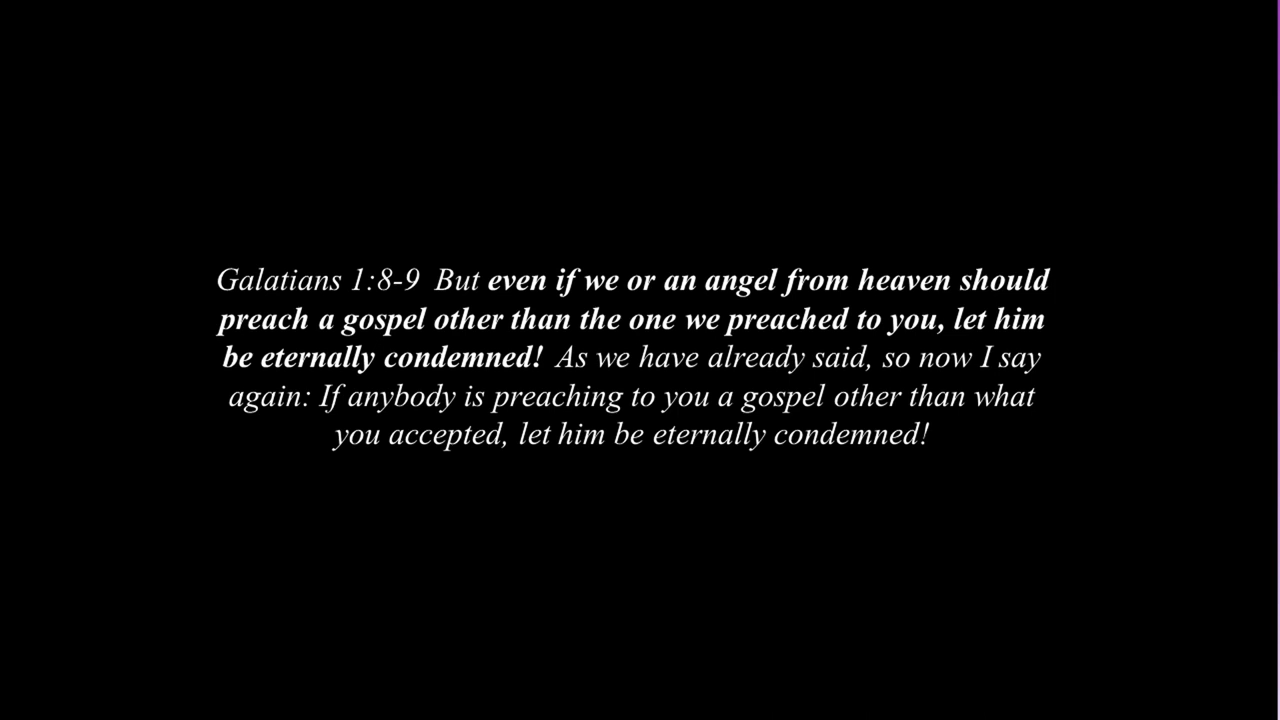 Galatians 1:8-9  But even if we or an angel from heaven should
preach a gospel other than the one we preached to you, let him
be eternally condemned!  As we have already said, so now I say
again: If anybody is preaching to you a gospel other than what
you accepted, let him be eternally condemned!